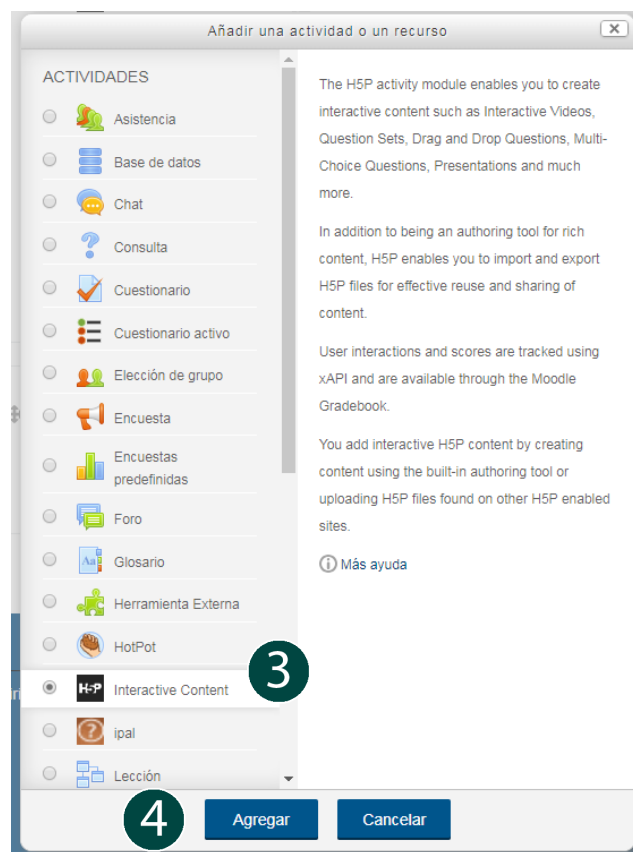 Añadir una actividad o un recurso
x
ACTIVIDADES
Asistencia
Base de datos
Chat
Consulta
Cuestionario
Cuestionario activo
Elección de grupo
Encuesta
Encuestas
predefinidas
Foro
Aa
Glosario
Herramienta Externa
HotPot
3
H-P
Interactive Content
ipal
Lección
The H5P activity module enables you to create
interactive content such as Interactive Videos,
Question Sets, Drag and Drop Questions, Multi-
Choice Questions, Presentations and much
more.
In addition to being an authoring tool for rich
content, H5P enables you to import and export
H5P files for effective reuse and sharing of
content.
User interactions and scores are tracked using
xAPI and are available through the Moodle
Gradebook.
You add interactive H5P content by creating
content using the built-in authoring tool or
uploading H5P files found on other H5P enabled
sites.
Más ayuda
4
Agregar
Cancelar